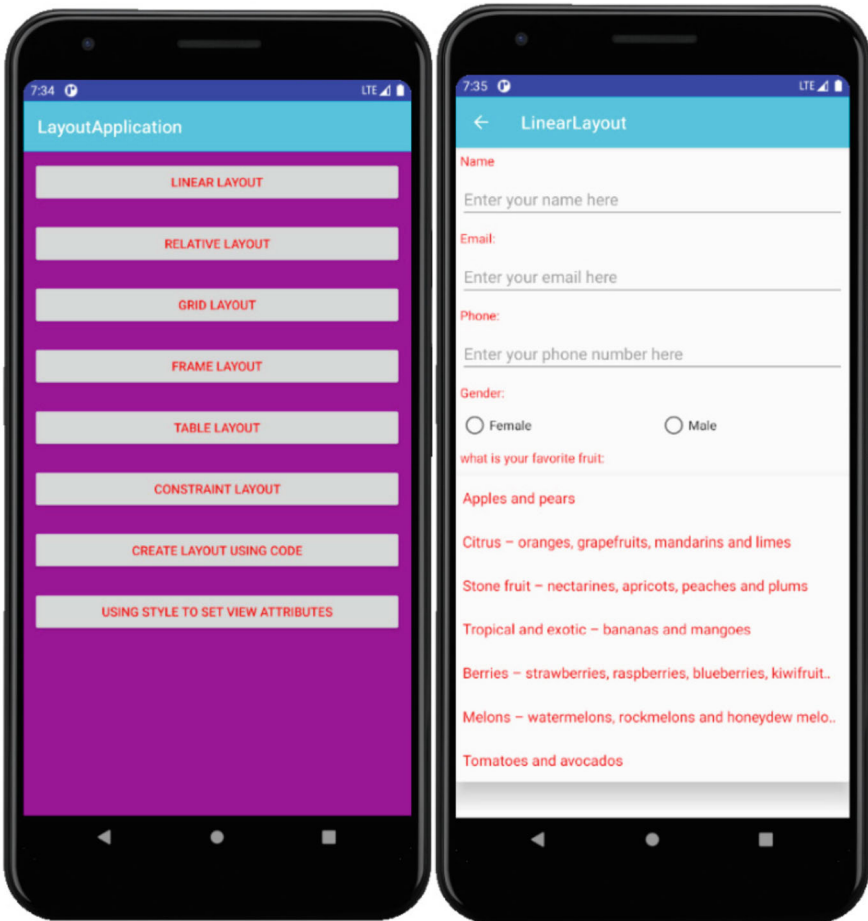 7:34
LTE
LayoutApplication
LINEAR LAYOUT
RELATIVE LAYOUT
GRID LAYOUT
FRAME LAYOUT
TABLE LAYOUT
CONSTRAINT LAYOUT
CREATE LAYOUT USING CODE
USING STYLE TO SET VIEW ATTRIBUTES
7:35
LTE
LinearLayout
Name
Enter your name here
Email:
Enter your email here
Phone:
Enter your phone number here
Gender:
Female Male
what is your favorite fruit:
Apples and pears
Citrus – oranges, grapefruits, mandarins and limes
Stone fruit – nectarines, apricots, peaches and plums
Tropical and exotic – bananas and mangoes
Berries – strawberries, raspberries, blueberries, kiwifruit..
Melons – watermelons, rockmelons and honeydew melo..
Tomatoes and avocados